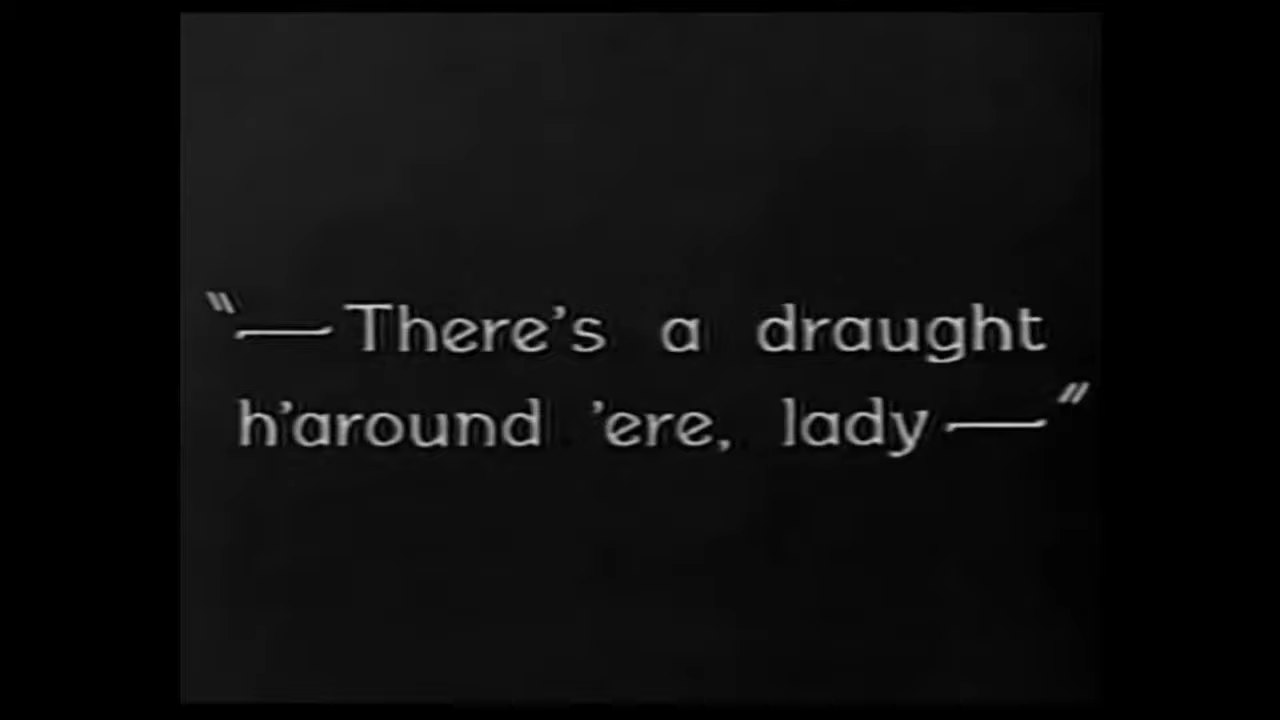 "—There's a draught
h'around 'ere, lady—"